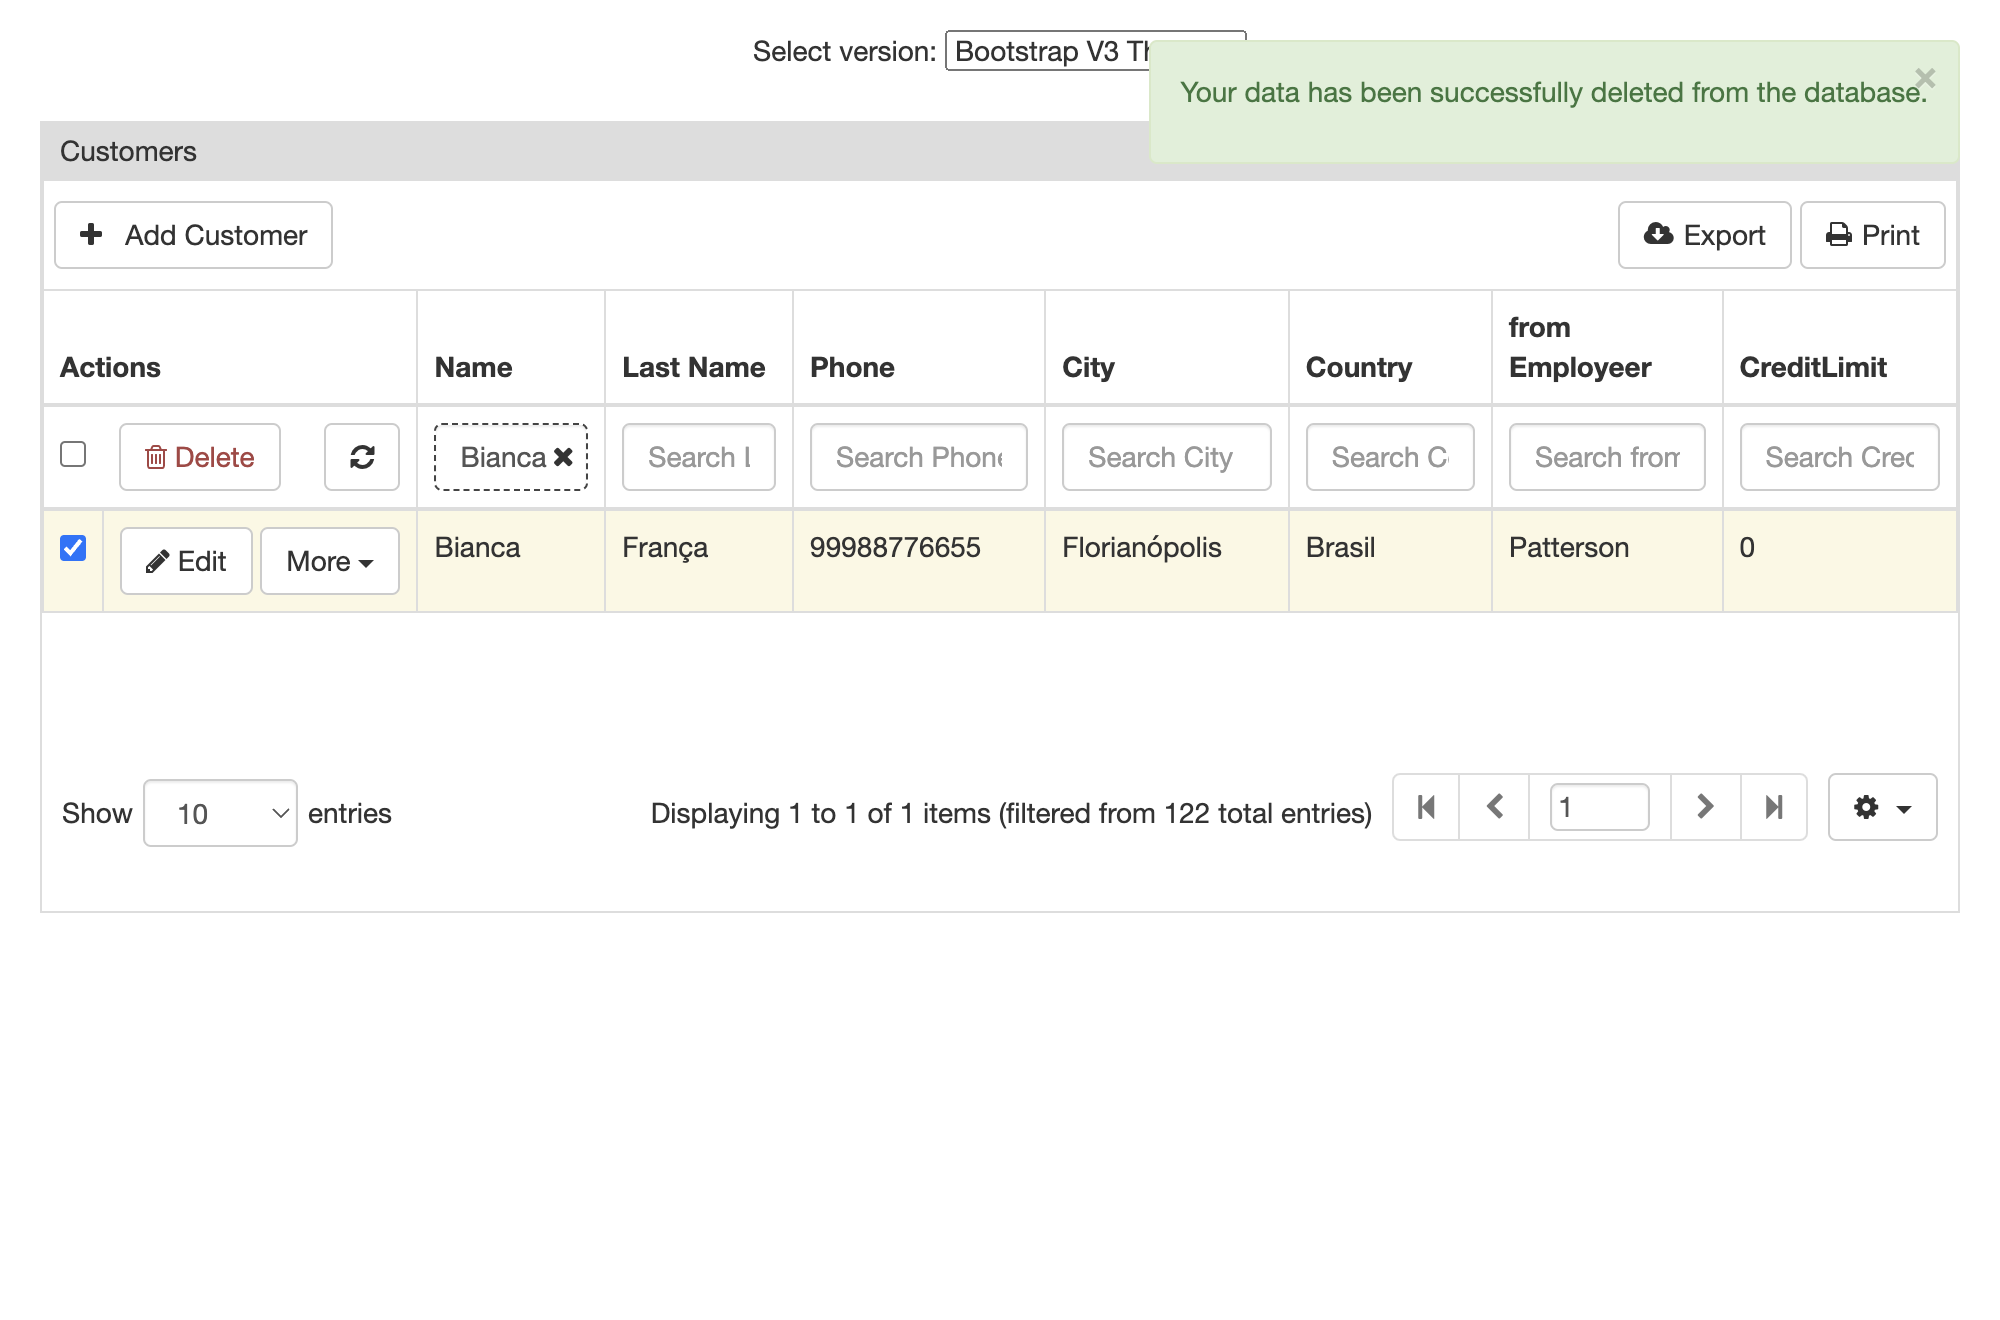 Select version: Bootstrap V3 Th
Your data has been successfully deleted from the database.
Customers
Add Customer
Export
Print
Actions
Name
Last Name
Phone
City
Country
from
Employeer
CreditLimit
Delete
Bianca
Search L
Search Phone
Search City
Search C
Search from
Search Cred
Edit
More
Bianca
França
99988776655
Florianópolis
Brasil
Patterson
0
Show 10 entries
Displaying 1 to 1 of 1 items (filtered from 122 total entries)
1